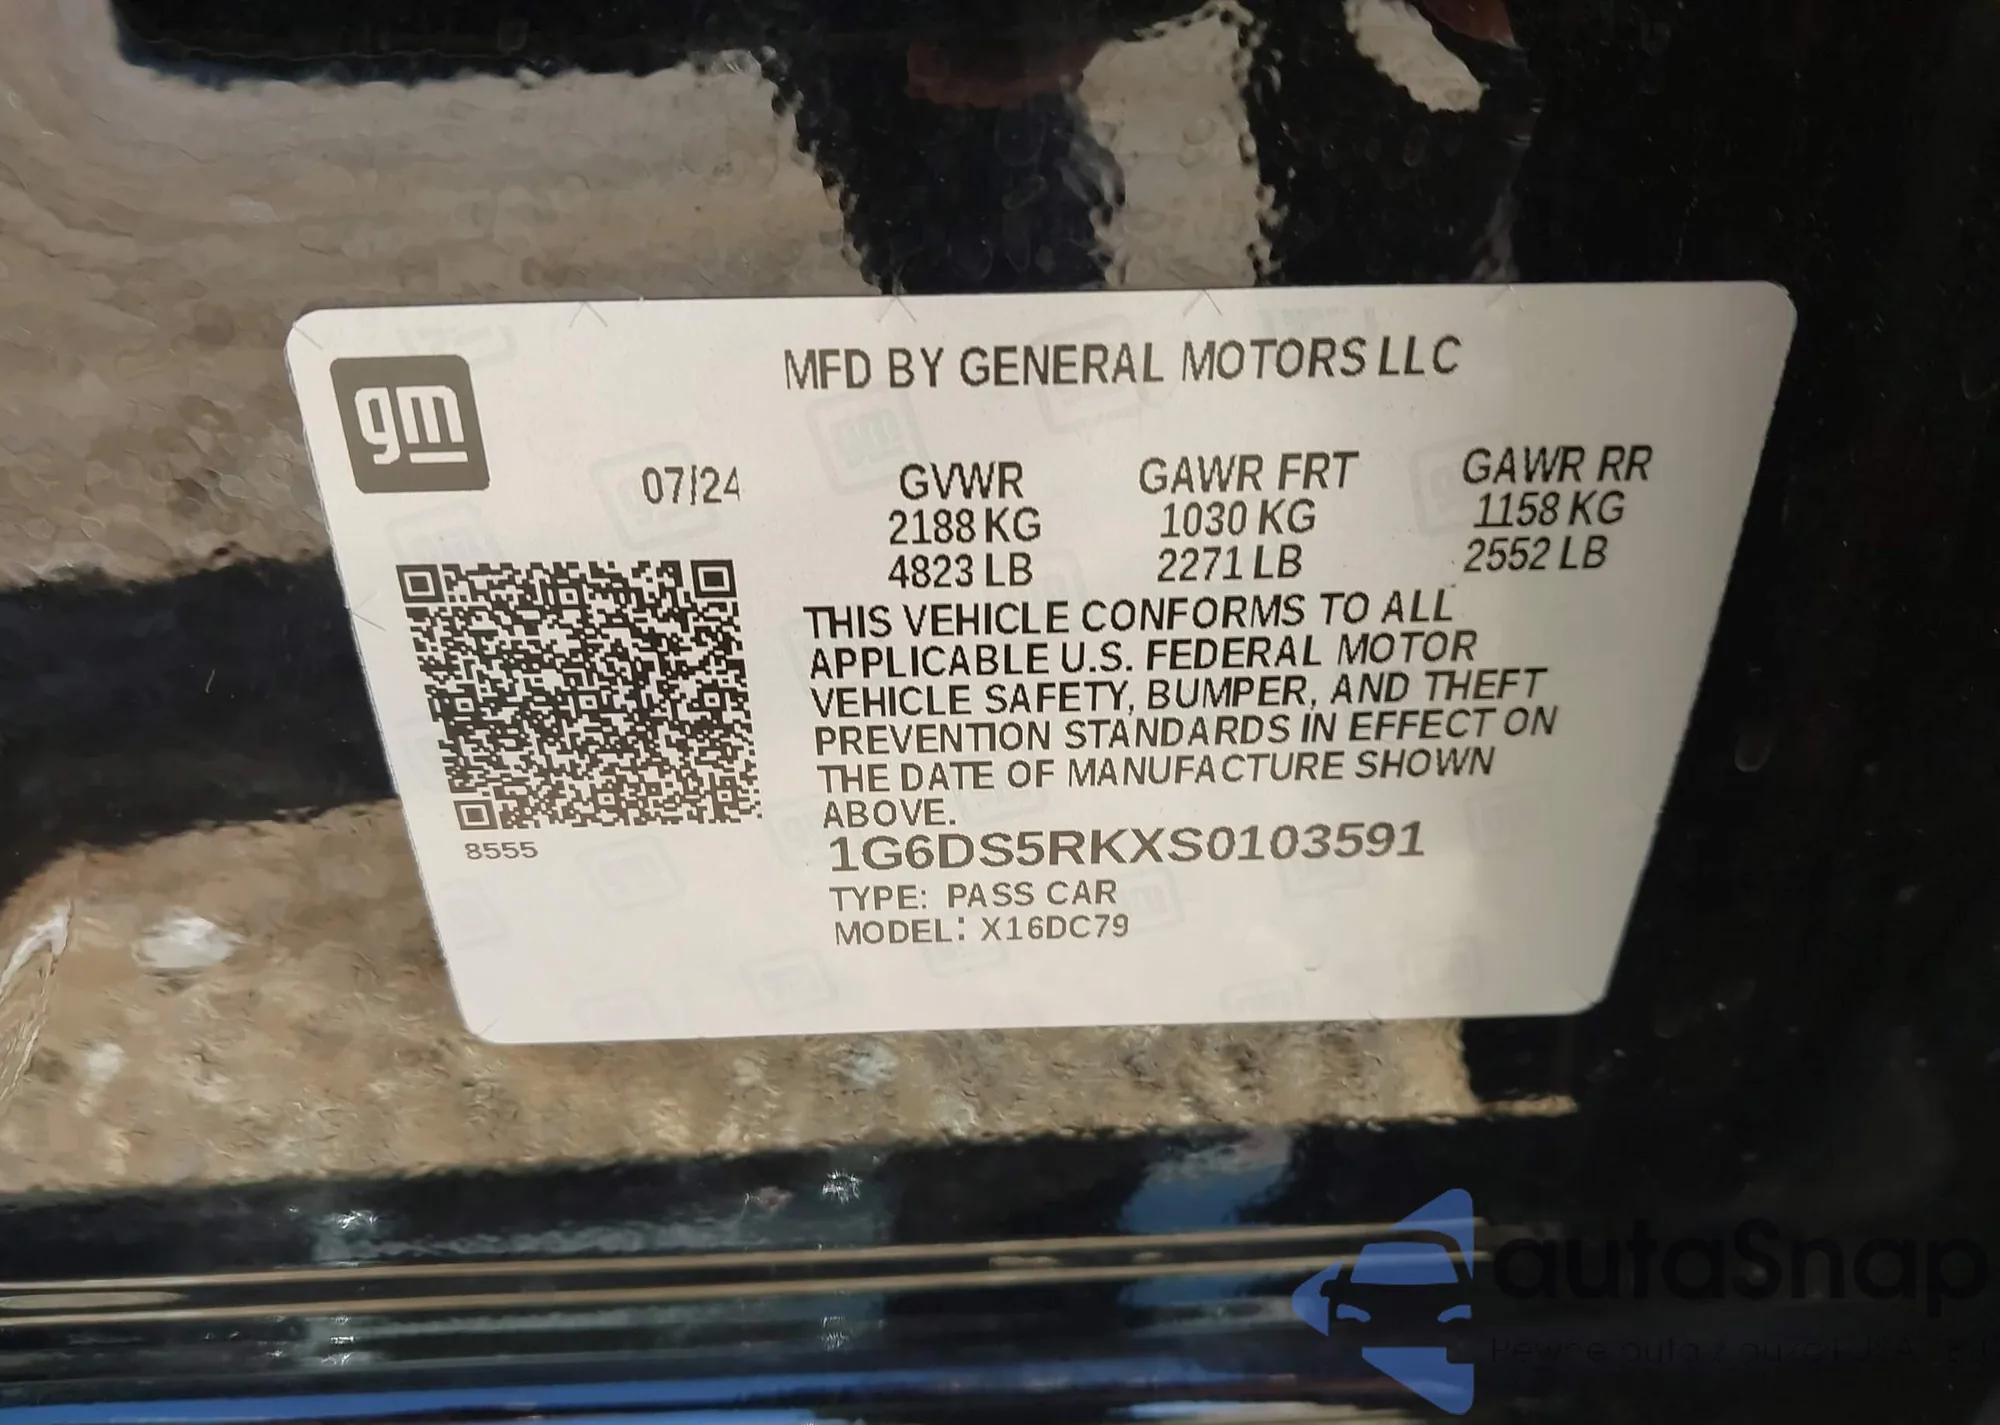 gm
MFD BY GENERAL MOTORS LLC
07/24
GVWR GAWR FRT GAWR RR
2188 KG 1030 KG 1158 KG
4823 LB 2271 LB 2552 LB
THIS VEHICLE CONFORMS TO ALL
APPLICABLE U.S. FEDERAL MOTOR
VEHICLE SAFETY, BUMPER, AND THEFT
PREVENTION STANDARDS IN EFFECT ON
THE DATE OF MANUFACTURE SHOWN
ABOVE.
8555
1G6DS5RKXS0103591
TYPE: PASS CAR
MODEL: X16DC79
autaSnap